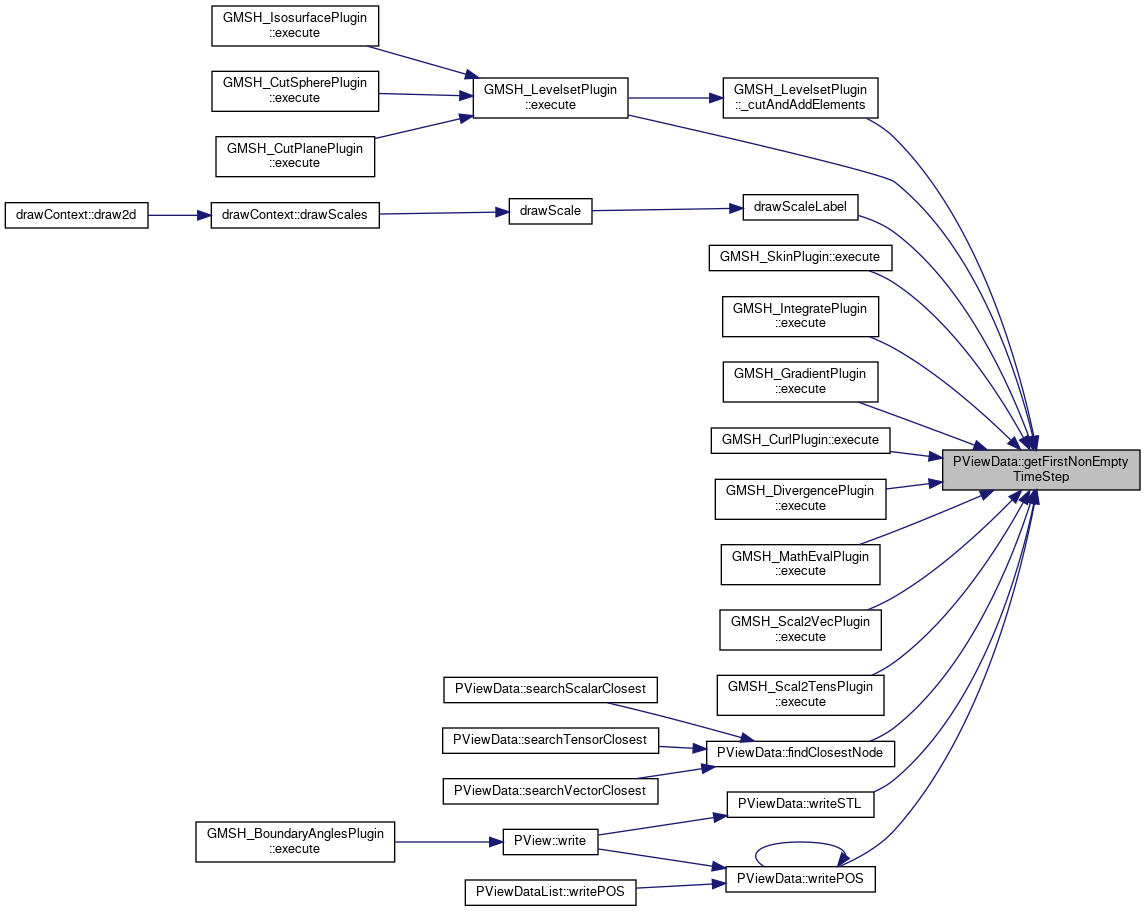 GMSH_IsosurfacePlugin
::execute
GMSH_CutSpherePlugin
::execute
GMSH_LevelsetPlugin
::execute
GMSH_LevelsetPlugin
::_cutAndAddElements
GMSH_CutPlanePlugin
::execute
drawContext::draw2d
drawContext::drawScales
drawScale
drawScaleLabel
GMSH_SkinPlugin::execute
GMSH_IntegratePlugin
::execute
GMSH_GradientPlugin
::execute
GMSH_CurlPlugin::execute
PViewData::getFirstNonEmpty
TimeStep
GMSH_DivergencePlugin
::execute
GMSH_MathEvalPlugin
::execute
GMSH_Scal2VecPlugin
::execute
GMSH_Scal2TensPlugin
::execute
PViewData::searchScalarClosest
PViewData::searchTensorClosest
PViewData::findClosestNode
PViewData::searchVectorClosest
PViewData::writeSTL
GMSH_BoundaryAnglesPlugin
::execute
PView::write
PViewData::writePOS
PViewDataList::writePOS